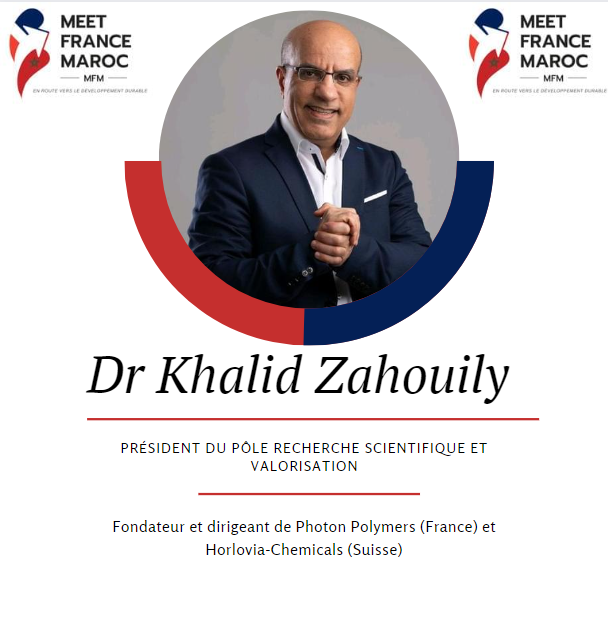 MEET
FRANCE
MAROC
MFM
EN ROUTE VERS LE DÉVELOPPEMENT DURABLE
MEET
FRANCE
MAROC
MFM
EN ROUTE VERS LE DÉVELOPPEMENT DURABLE
Dr Khalid Zahouily
PRÉSIDENT DU PÔLE RECHERCHE SCIENTIFIQUE ET
VALORISATION
Fondateur et dirigeant de Photon Polymers (France) et
Horlovia-Chemicals (Suisse)